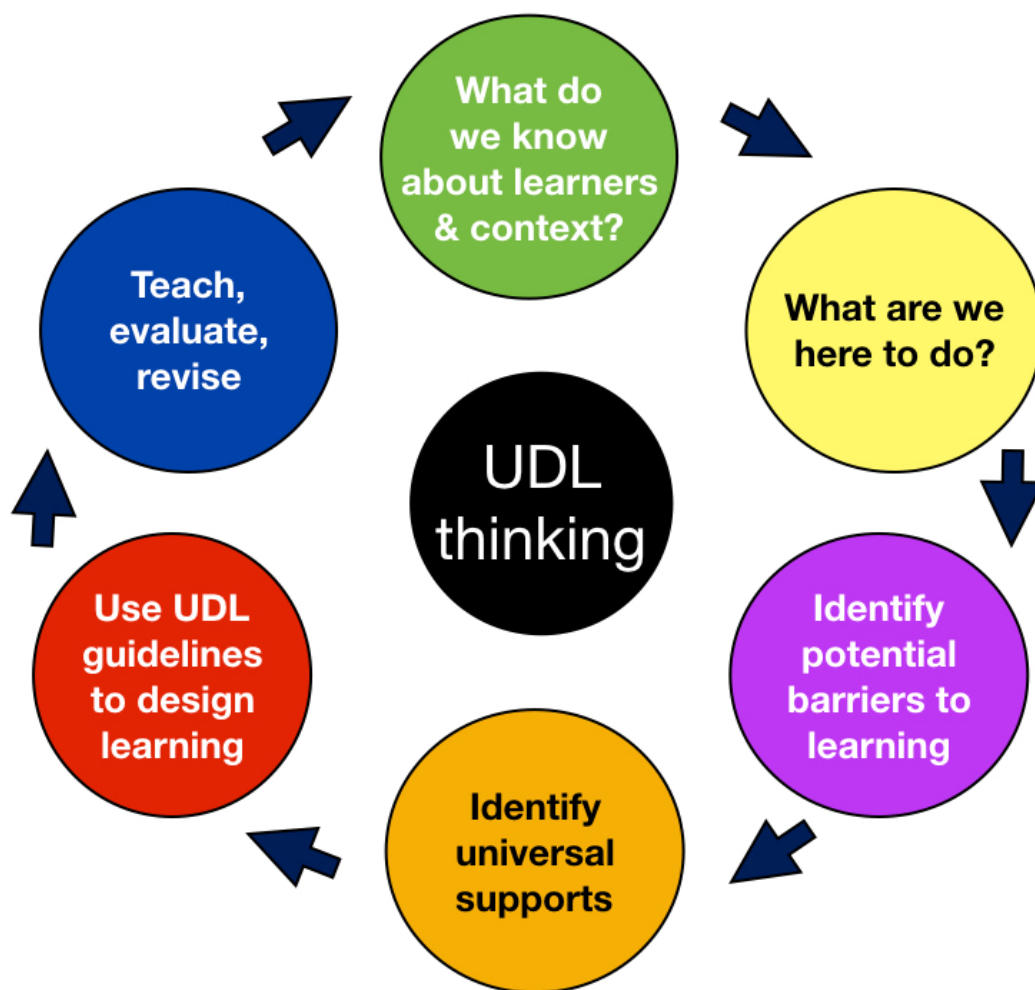 What do
we know
about learners
& context?
What are we
here to do?
Identify
potential
barriers to
learning
Identify
universal
supports
Use UDL
guidelines
to design
learning
Teach,
evaluate,
revise
UDL
thinking